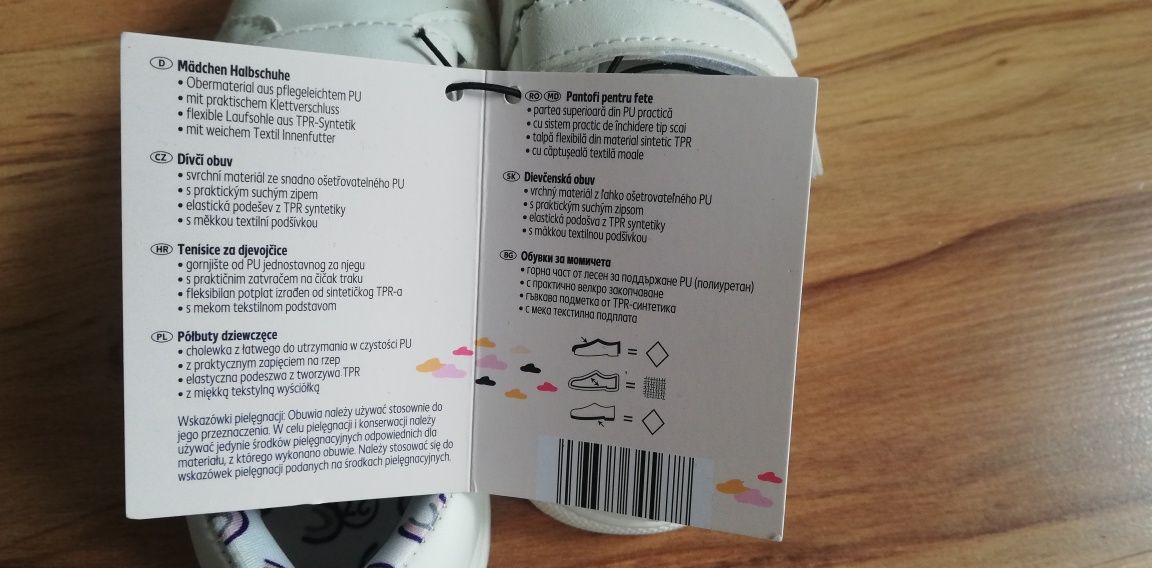 D Mädchen Halbschuhe
• Obermaterial aus pflegeleichtem PU
• mit praktischem Klettverschluss
• flexible Laufsohle aus TPR-Syntetik
• mit weichem Textil Innenfutter
CZ Dívčí obuv
• svrchní materiál ze snadno ošetřovatelného PU
• s praktickým suchým zipem
• elastická podešev z TPR syntetiky
• s měkkou textilní podšívkou
HR Tenisice za djevojčice
• gornjište od PU jednostavnog za njegu
• s praktičnim zatvračem na čičak traku
• fleksibilan potplat izrađen od sintetičkog TPR-a
• s mekom tekstilnom podstavom
PL Półbuty dziewczęce
• cholewka z łatwego do utrzymania w czystości PU
• z praktycznym zapięciem na rzep
• elastyczna podeszwa z tworzywa TPR
• z miękką tekstylną wyściółką
Wskazówki pielęgnacji: Obuwia należy używać stosownie do
jego przeznaczenia. W celu pielęgnacji i konserwacji należy
używać jedynie środków pielęgnacyjnych odpowiednich dla
materiału, z którego wykonano obuwie. Należy stosować się do
wskazówek pielęgnacji podanych na środkach pielęgnacyjnych.
RO MD Pantofi pentru fete
• partea superioară din PU practică
• cu sistem practic de închidere tip scai
• talpă flexibilă din material sintetic TPR
• cu căptușeală textilă moale
SK Dievčenská obuv
• vrchný materiál z ľahko ošetrovateľného PU
• s praktickým suchým zipsom
• elastická podošva z TPR syntetiky
• s mäkkou textilnou podšívkou
BG Обувки за момичета
• горна част от лесен за поддържане PU (полиуретан)
• с практично велкро закопчаване
• гъвкава подметка от TPR-синтетика
• с мека текстилна подплата
= 
= 
=